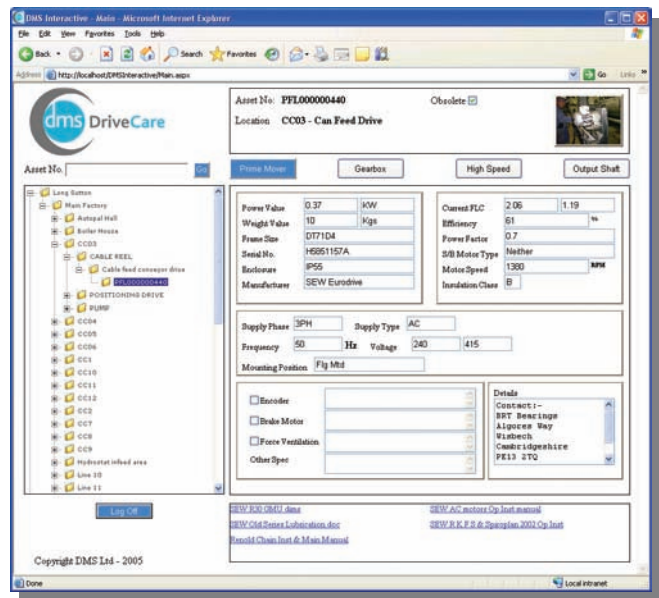 DMS Interactive - Main - Microsoft Internet Explorer
File Edit View Favorites Tools Help
Back Search Favorites
Address http://localhost/DMSInteractive/Main.aspx Go Links
dms DriveCare
Asset No: PFL000000440 Obsolete
Location CC03 - Can Feed Drive
Asset No. Go
Prime Mover Gearbox High Speed Output Shaft
Long Sutton
Main Factory
Autopal Hall
Boiler House
CC03
CABLE REEL
Cable feed conveyor drive
PFL000000440
POSITIONING DRIVE
PUMP
CC04
CC05
CC06
CC1
CC10
CC11
CC12
CC2
CC7
CC8
CC9
Hydrostat infeed area
Line 10
Line 11
Power Value 0.37 KW
Weight Value 10 Kgs
Frame Size DT71D4
Serial No. H5851157A
Enclosure IP55
Manufacturer SEW Eurodrive
Current FLC 2.06 1.19
Efficiency 61 %
Power Factor 0.7
S/B Motor Type Neither
Motor Speed 1380 RPM
Insulation Class B
Supply Phase 3PH Supply Type AC
Frequency 50 Hz Voltage 240 415
Mounting Position Flg Mtd
Encoder
Brake Motor
Force Ventilation
Other Spec
Details
Contact:-
BRT Bearings
Algores Way
Wisbech
Cambridgeshire
PE13 2TQ
Log Off
SEW R30 GMU dims SEW AC motors Op Inst manual
SEW Old Series Lubrication doc SEW R,K,F,S & Spiroplan 2002 Op Inst
Renold Chain Inst & Main Manual
Copyright DMS Ltd - 2005
Done Local intranet